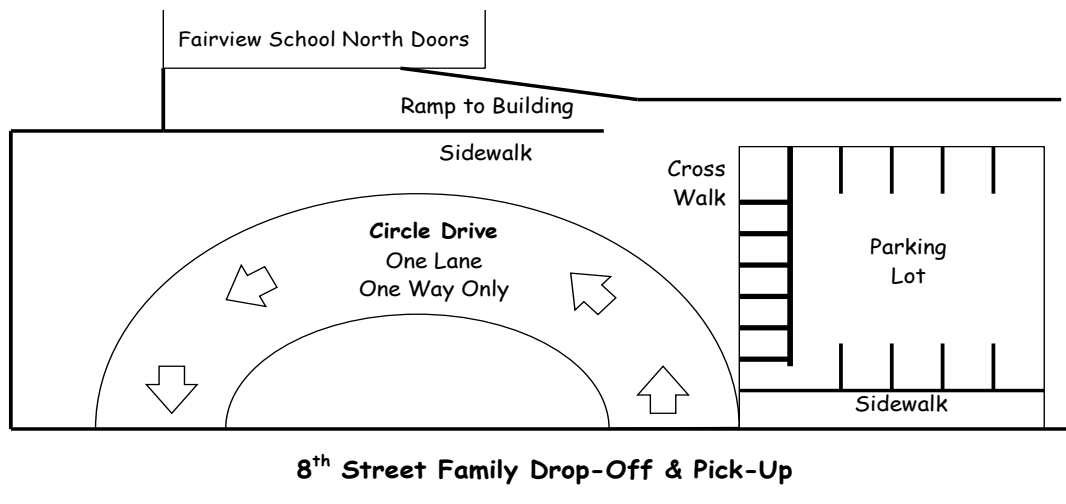 Fairview School North Doors
Ramp to Building
Sidewalk
Cross
Walk
Circle Drive
One Lane
One Way Only
Parking
Lot
Sidewalk
8th Street Family Drop-Off & Pick-Up